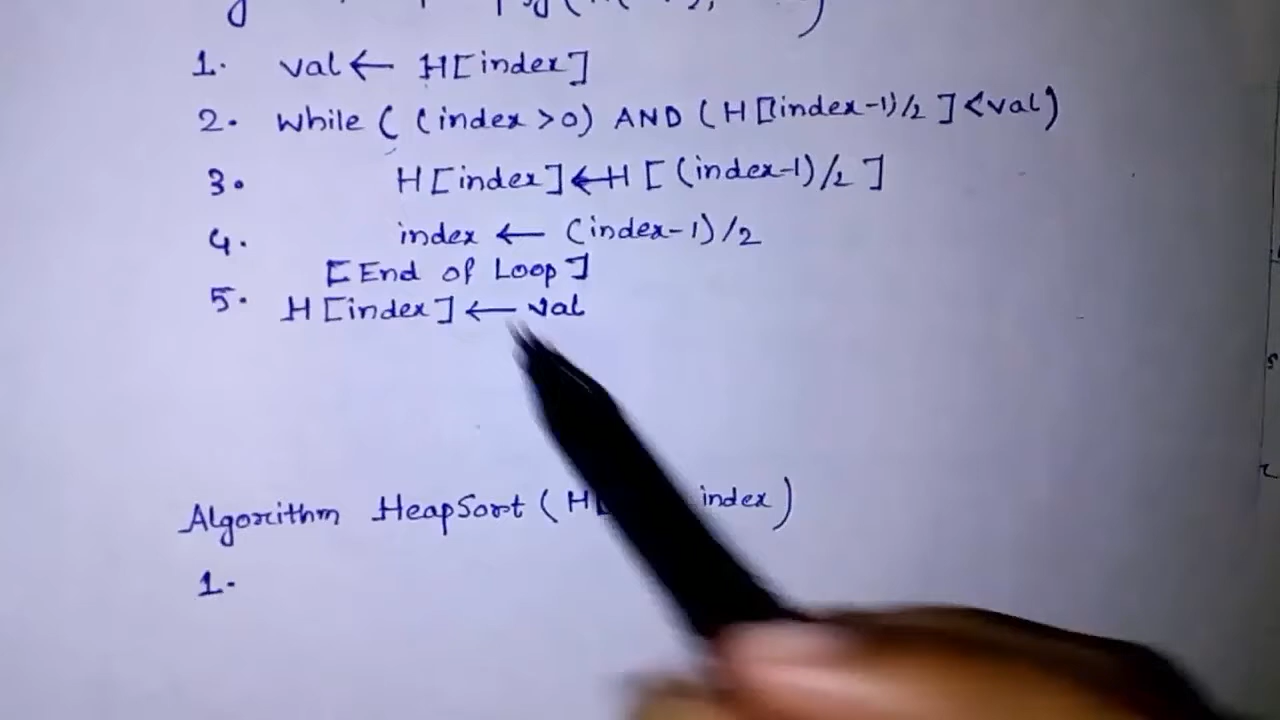 1. val ← H[index]
2. While ( (index >0) AND (H[(index-1)/2] <val)
3. H[index]←H[(index-1)/2]
4. index ← (index-1)/2
[End of Loop]
5. H[index] ← val
Algorithm HeapSort (H[ index)
1.